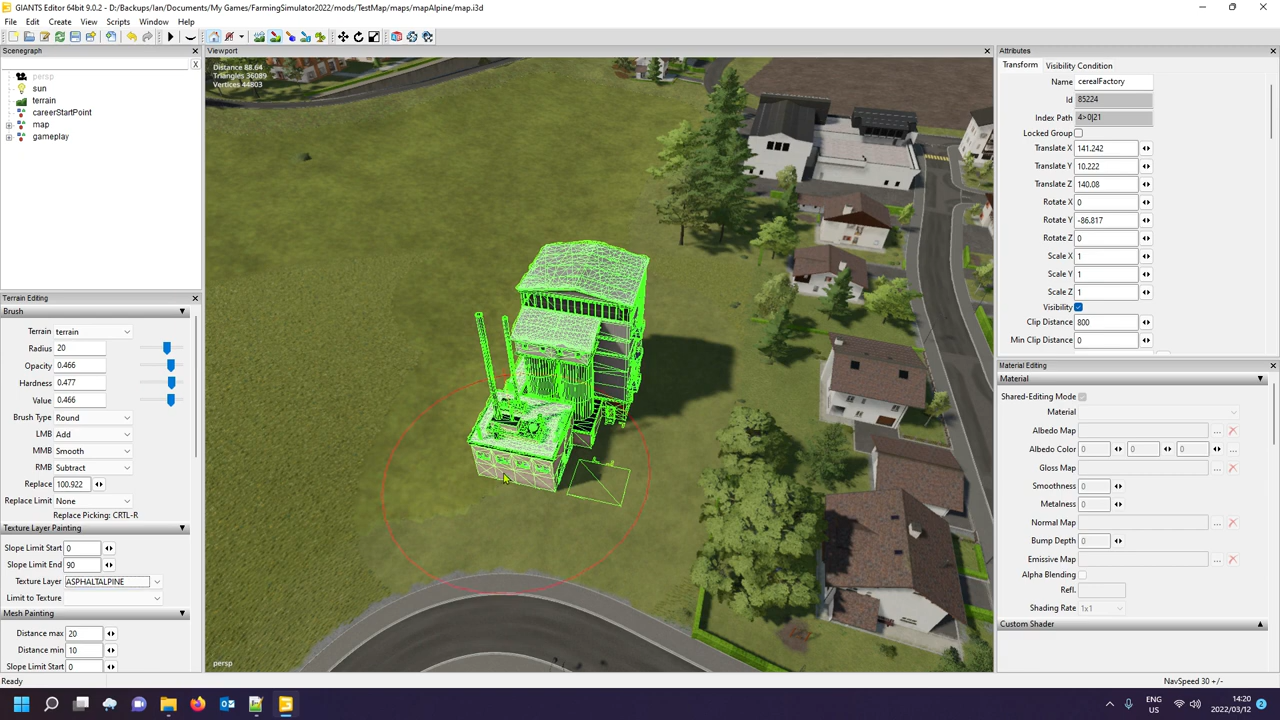 GIANTS Editor 64bit 9.0.2 - D:/Backups/Ian/Documents/My Games/FarmingSimulator2022/mods/TestMap/maps/mapAlpine/map.i3d
File Edit Create View Scripts Window Help
Scenegraph
persp
sun
terrain
careerStartPoint
map
gameplay
Terrain Editing
Brush
Terrain terrain
Radius 20
Opacity 0.466
Hardness 0.477
Value 0.466
Brush Type Round
LMB Add
MMB Smooth
RMB Subtract
Replace 100.922
Replace Limit None
Replace Picking: CRTL-R
Texture Layer Painting
Slope Limit Start 0
Slope Limit End 90
Texture Layer ASPHALTALPINE
Limit to Texture
Mesh Painting
Distance max 20
Distance min 10
Slope Limit Start 0
Ready
Viewport
Distance 88.64
Triangles 36089
Vertices 44803
persp
Attributes
Transform Visibility Condition
Name cerealFactory
Id 85224
Index Path 4>0|21
Locked Group
Translate X 141.242
Translate Y 10.222
Translate Z 140.08
Rotate X 0
Rotate Y -86.817
Rotate Z 0
Scale X 1
Scale Y 1
Scale Z 1
Visibility
Clip Distance 800
Min Clip Distance 0
Material Editing
Material
Shared-Editing Mode
Material
Albedo Map ...
Albedo Color 0 0 0 ...
Gloss Map ...
Smoothness 0
Metalness 0
Normal Map ...
Bump Depth 0
Emissive Map ...
Alpha Blending
Refl.
Shading Rate 1x1
Custom Shader
NavSpeed 30 +/-
ENG
US
14:20
2022/03/12
2